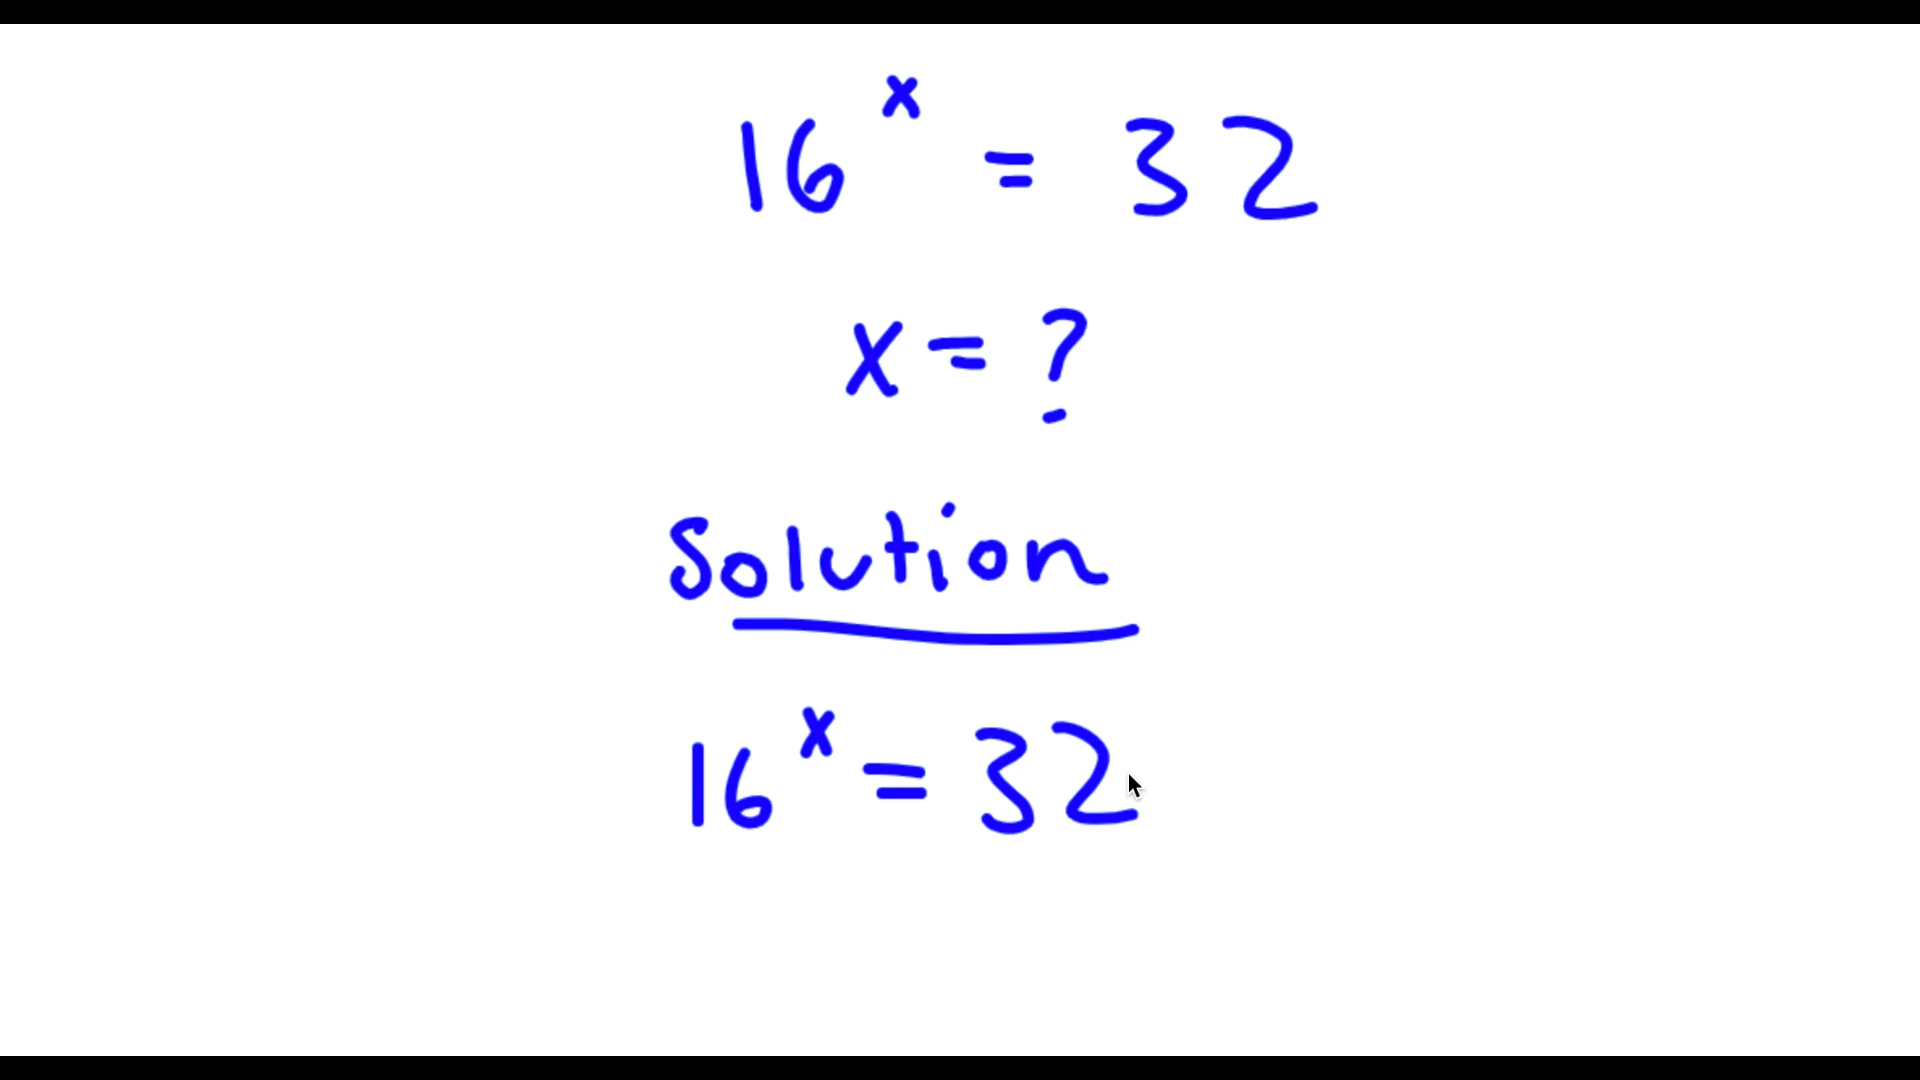 16^x = 32
x = ?
Solution
16^x = 32